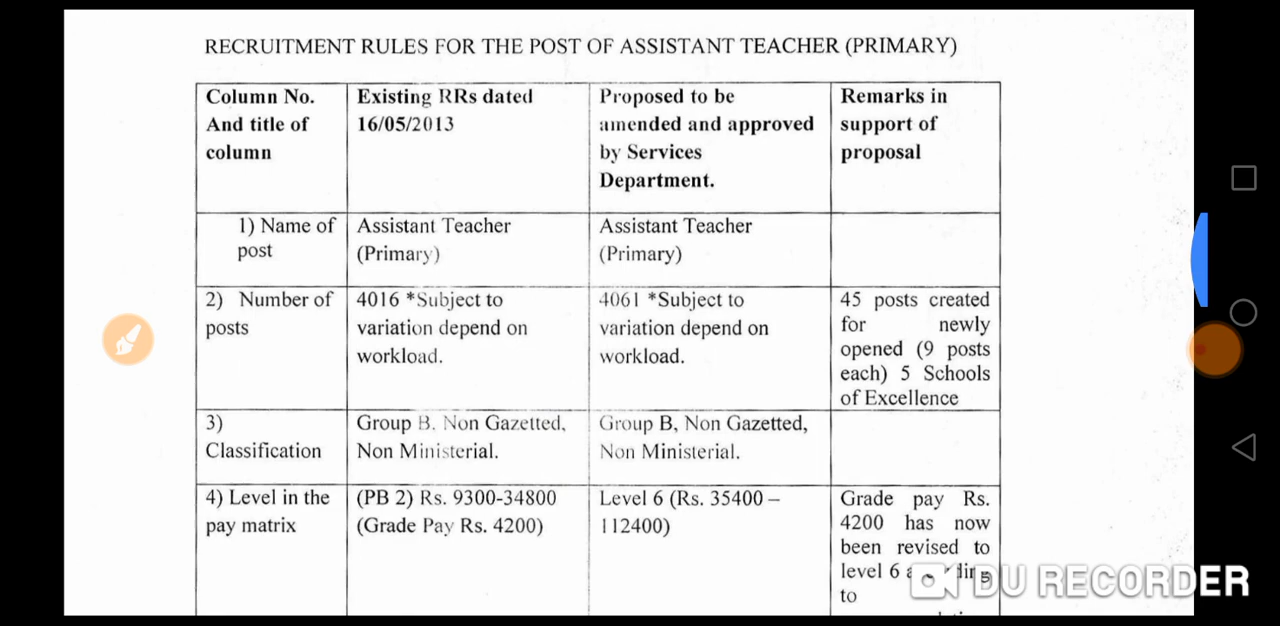 RECRUITMENT RULES FOR THE POST OF ASSISTANT TEACHER (PRIMARY)
Column No.
And title of
column
Existing RRs dated
16/05/2013
Proposed to be
amended and approved
by Services
Department.
Remarks in
support of
proposal
1) Name of
post
Assistant Teacher
(Primary)
Assistant Teacher
(Primary)
2) Number of
posts
4016 *Subject to
variation depend on
workload.
4061 *Subject to
variation depend on
workload.
45 posts created
for newly
opened (9 posts
each) 5 Schools
of Excellence
3)
Classification
Group B. Non Gazetted,
Non Ministerial.
Group B, Non Gazetted,
Non Ministerial.
4) Level in the
pay matrix
(PB 2) Rs. 9300-34800
(Grade Pay Rs. 4200)
Level 6 (Rs. 35400 –
112400)
Grade pay Rs.
4200 has now
been revised to
level 6
to
DU RECORDER